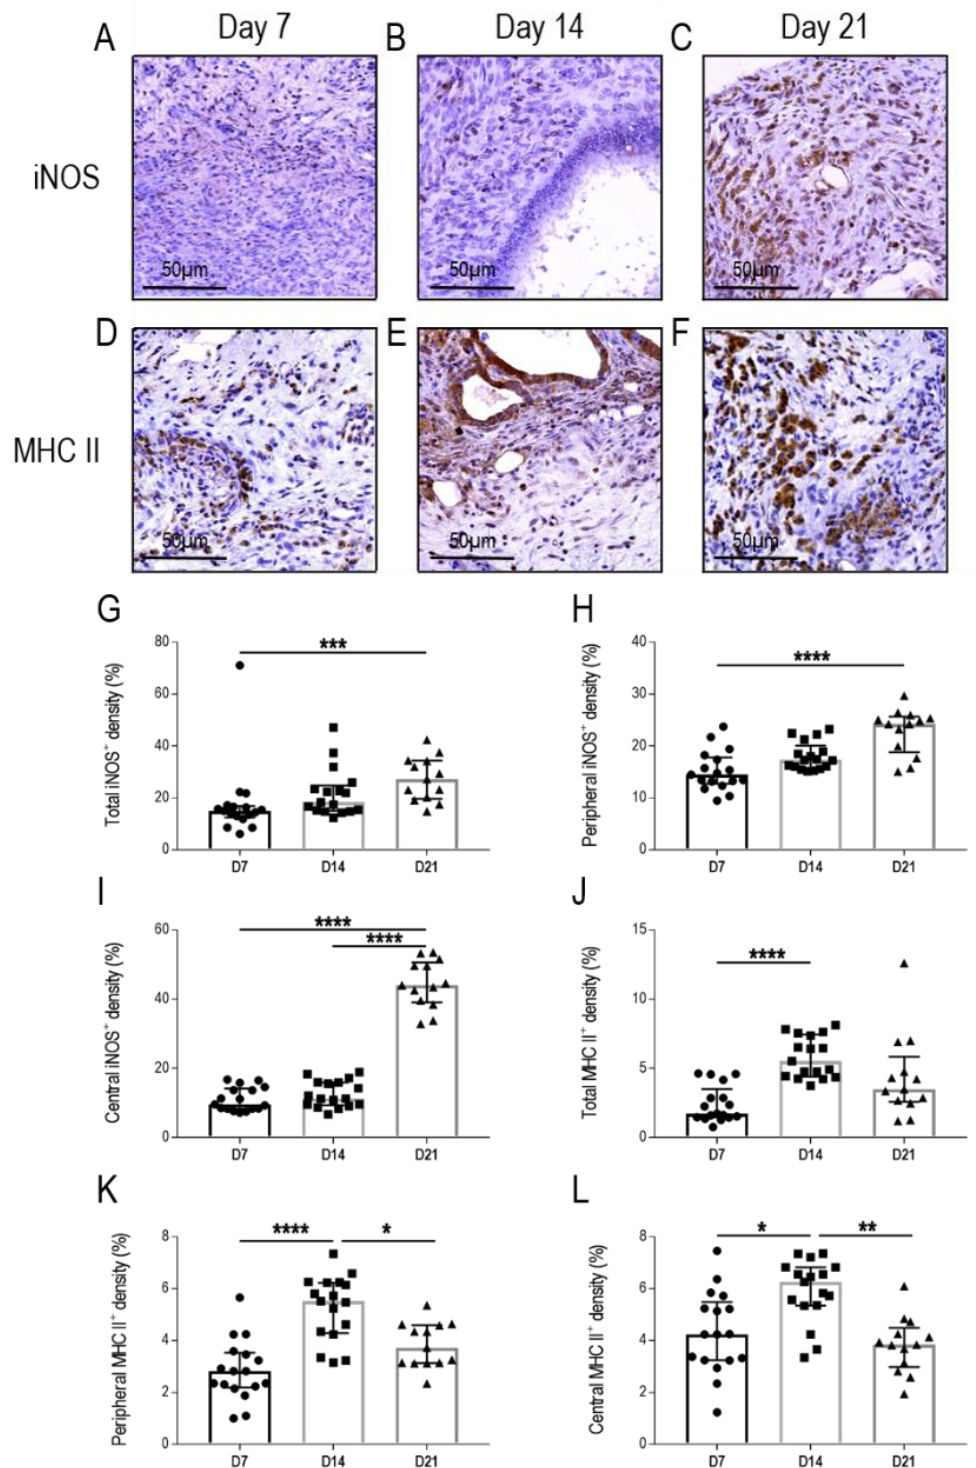 A Day 7 B Day 14 C Day 21
iNOS
50µm 50µm 50µm
D E F
MHC II
50µm 50µm 50µm
G
Total iNOS⁺ density (%)
80
60
40
20
0
***
D7 D14 D21
H
Peripheral iNOS⁺ density (%)
40
30
20
10
0
****
D7 D14 D21
I
Central iNOS⁺ density (%)
60
40
20
0
****
****
D7 D14 D21
J
Total MHC II⁺ density (%)
15
10
5
0
****
D7 D14 D21
K
Peripheral MHC II⁺ density (%)
8
6
4
2
0
**** *
D7 D14 D21
L
Central MHC II⁺ density (%)
8
6
4
2
0
* **
D7 D14 D21